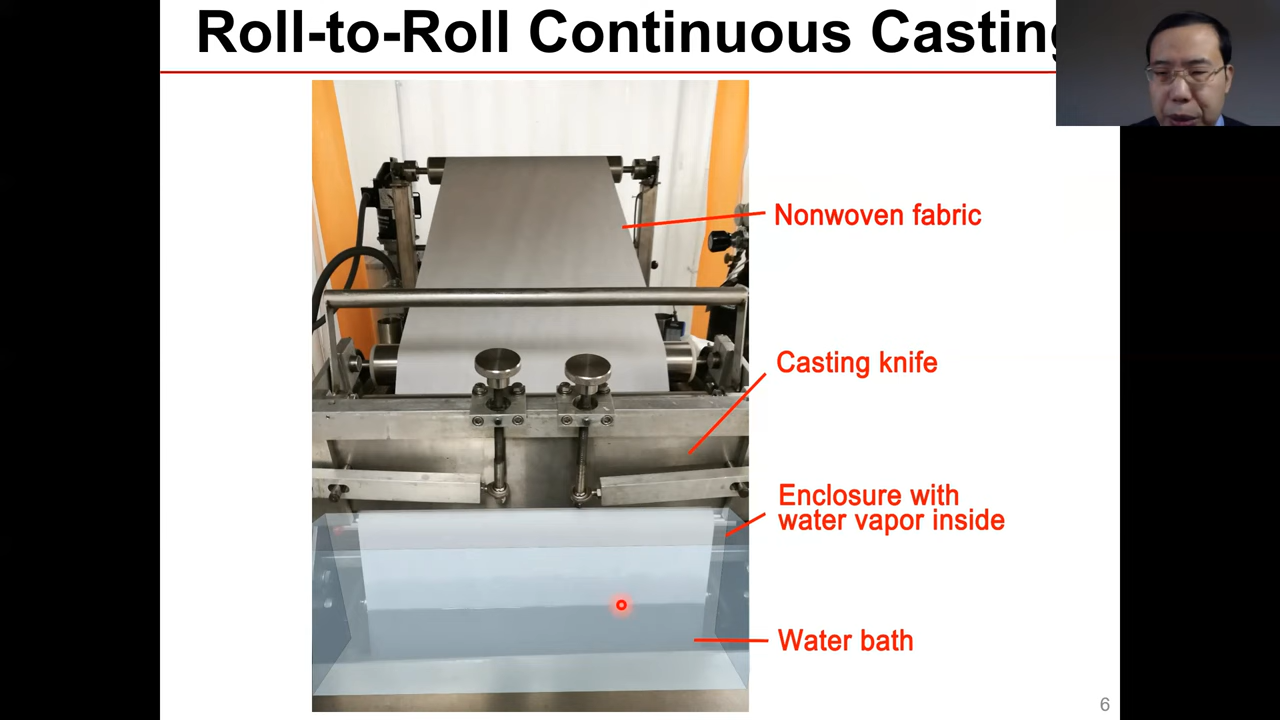 Roll-to-Roll Continuous Casting
Nonwoven fabric
Casting knife
Enclosure with
water vapor inside
Water bath
6